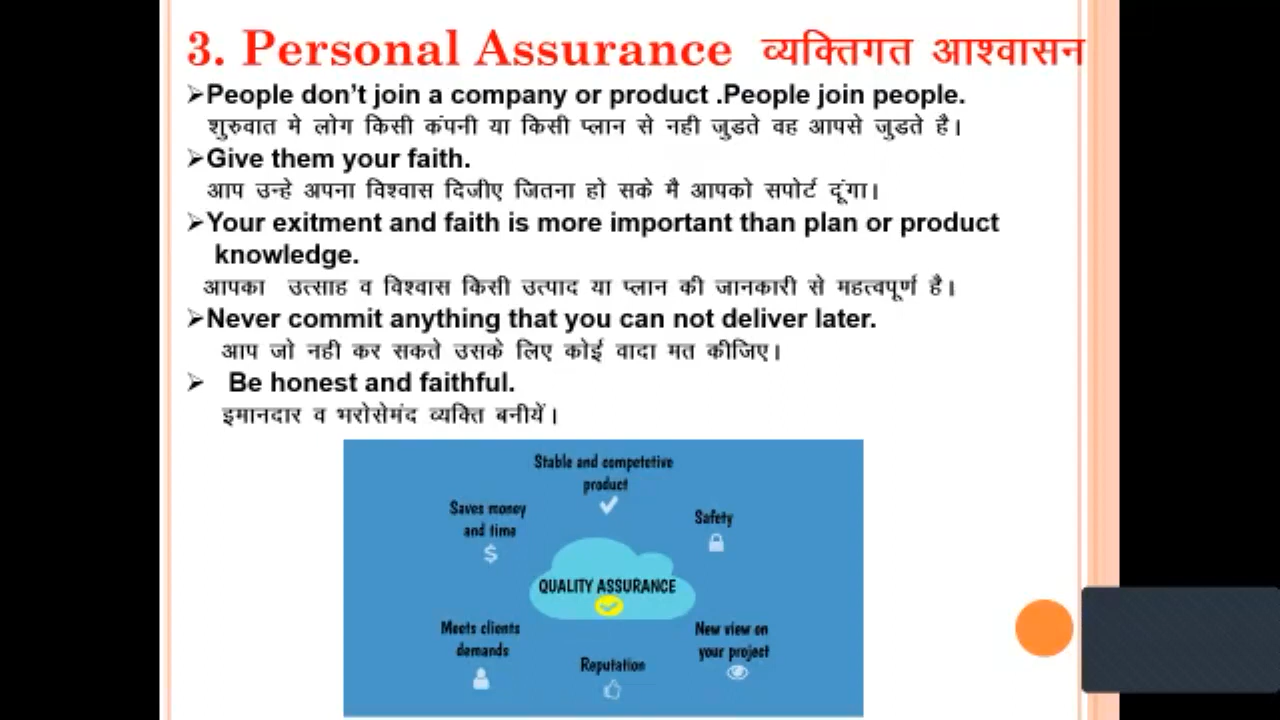 3. Personal Assurance व्यक्तिगत आश्वासन
➢People don't join a company or product .People join people.
शुरुवात मे लोग किसी कंपनी या किसी प्लान से नही जुडते वह आपसे जुडते है।
➢Give them your faith.
आप उन्हे अपना विश्वास दिजीए जितना हो सके मै आपको सपोर्ट दूंगा।
➢Your exitment and faith is more important than plan or product
knowledge.
आपका उत्साह व विश्वास किसी उत्पाद या प्लान की जानकारी से महत्वपूर्ण है।
➢Never commit anything that you can not deliver later.
आप जो नही कर सकते उसके लिए कोई वादा मत कीजिए।
➢ Be honest and faithful.
इमानदार व भरोसेमंद व्यक्ति बनीयें।
Stable and competetive
product
Saves money
and time
$
Safety
QUALITY ASSURANCE
Meets clients
demands
New view on
your project
Reputation